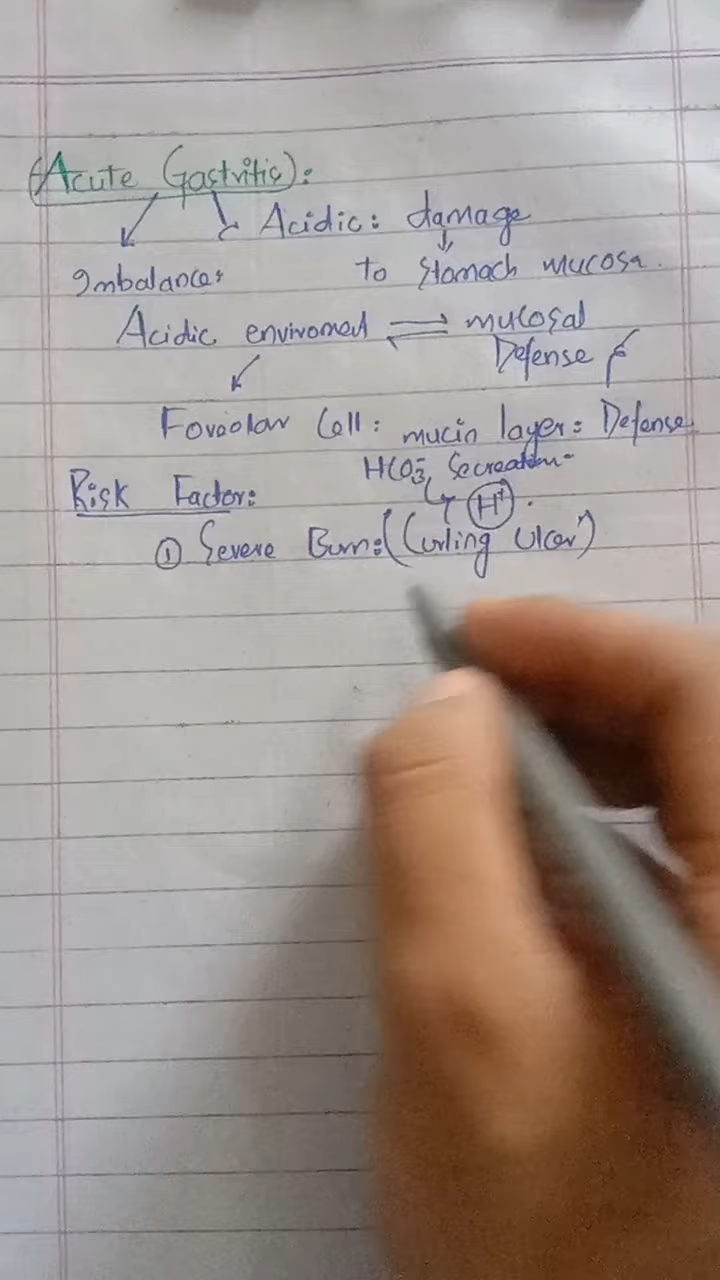 (Acute Gastritis):
Acidic: damage
Imbalance:
to stomach mucosa.
Acidic enviroment ⇌ mucosal
Defense
Foveolar Cell: mucin layer: Defense
HCO3⁻ Secreation
Risk Factor:
H⁺
① Severe Burn: (Curling Ulcer)